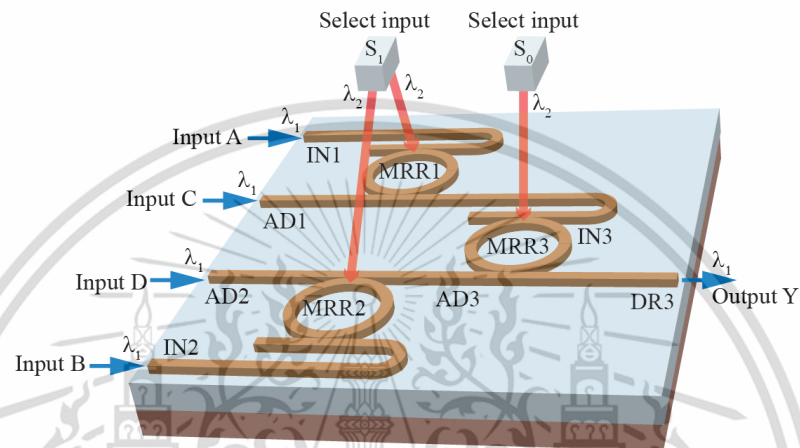 Select input Select input
S1 S0
λ2 λ2 λ2
λ1
Input A
IN1
MRR1
λ1
Input C
AD1
MRR3 IN3
λ1
Input D
AD2
AD3
λ1
DR3 Output Y
MRR2
λ1 IN2
Input B